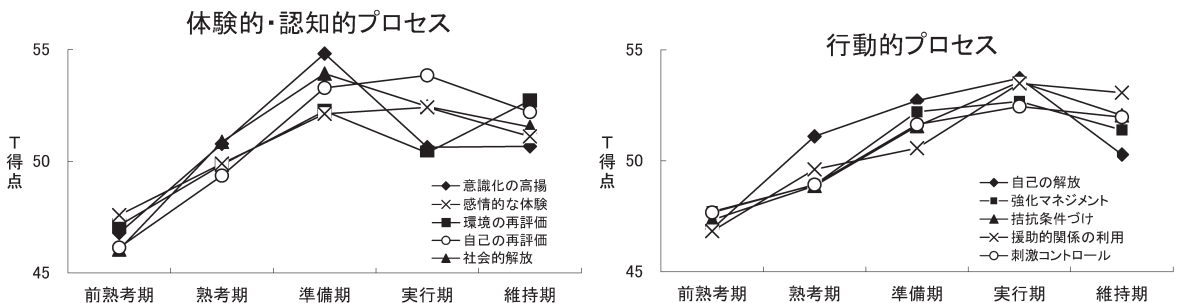 体験的・認知的プロセス
55
50
45
T得点
意識化の高揚
感情的な体験
環境の再評価
自己の再評価
社会的解放
前熟考期 熟考期 準備期 実行期 維持期
行動的プロセス
55
50
45
T得点
自己の解放
強化マネジメント
拮抗条件づけ
援助的関係の利用
刺激コントロール
前熟考期 熟考期 準備期 実行期 維持期